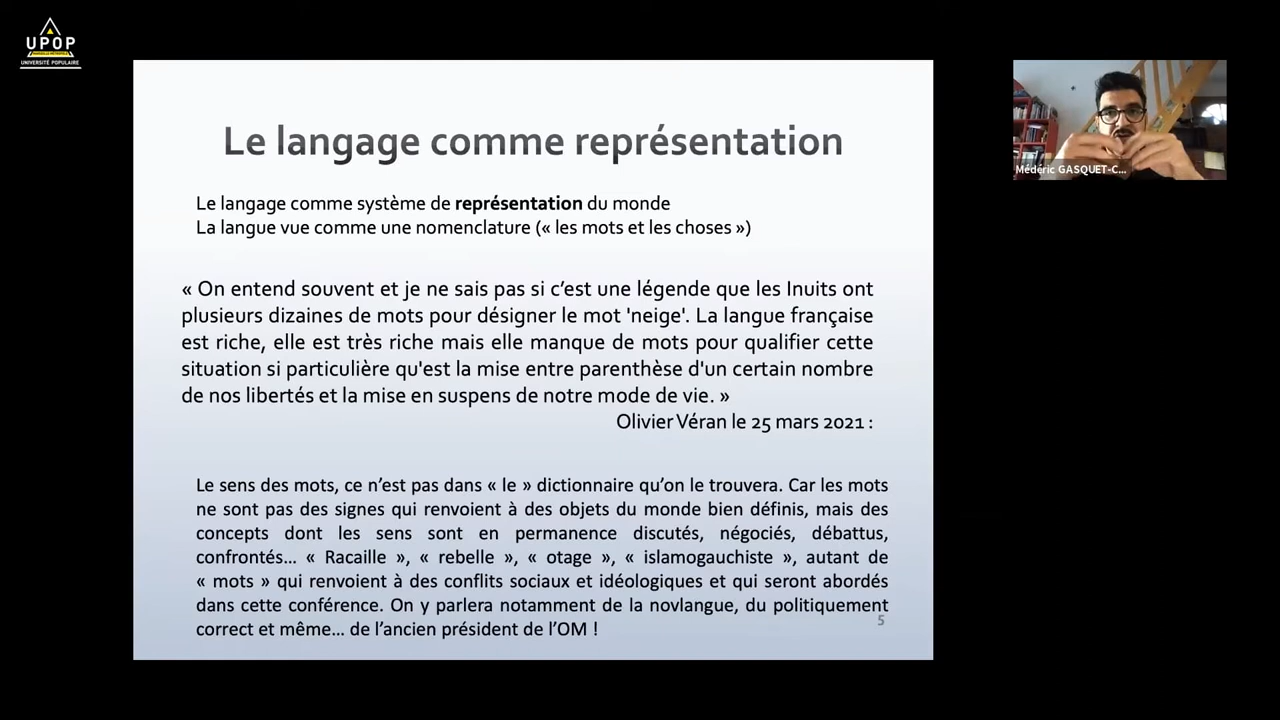 UPOP
UNIVERSITÉ POPULAIRE
Le langage comme représentation
Le langage comme système de représentation du monde
La langue vue comme une nomenclature (« les mots et les choses »)
« On entend souvent et je ne sais pas si c’est une légende que les Inuits ont
plusieurs dizaines de mots pour désigner le mot 'neige'. La langue française
est riche, elle est très riche mais elle manque de mots pour qualifier cette
situation si particulière qu'est la mise entre parenthèse d'un certain nombre
de nos libertés et la mise en suspens de notre mode de vie. »
Olivier Véran le 25 mars 2021 :
Le sens des mots, ce n’est pas dans « le » dictionnaire qu’on le trouvera. Car les mots
ne sont pas des signes qui renvoient à des objets du monde bien définis, mais des
concepts dont les sens sont en permanence discutés, négociés, débattus,
confrontés… « Racaille », « rebelle », « otage », « islamogauchiste », autant de
« mots » qui renvoient à des conflits sociaux et idéologiques et qui seront abordés
dans cette conférence. On y parlera notamment de la novlangue, du politiquement
correct et même… de l’ancien président de l’OM !
5
Médéric GASQUET-C...